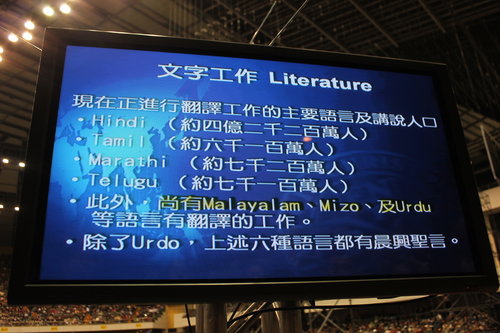 文字工作 Literature
現在正進行翻譯工作的主要語言及講說人口
·Hindi （約四億二千二百萬人）
·Tamil （約六千一百萬人）
·Marathi （約七千二百萬人）
·Telugu （約七千一百萬人）
·此外，尚有Malayalam、Mizo、及Urdu
等語言有翻譯的工作。
·除了Urdo，上述六種語言都有晨興聖言。